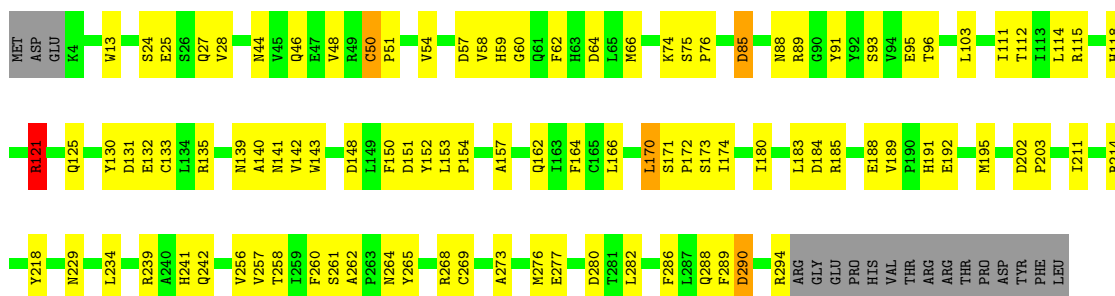 MET ASP GLU K4 W13 S24 E25 S26 Q27 V28 N44 V45 Q46 E47 V48 R49 C50 P51 V54 D57 V58 H59 G60 Q61 F62 H63 D64 L65 M66 K74 S75 P76 D85 N88 R89 G90 Y91 Y92 S93 V94 E95 T96 L103 I111 T112 I113 L114 R115 H118
R121 Q125 Y130 D131 E132 C133 L134 R135 N139 A140 N141 V142 W143 D148 L149 F150 D151 Y152 L153 P154 A157 Q162 I163 F164 C165 L166 L170 S171 P172 S173 I174 I180 L183 D184 R185 E188 V189 P190 H191 E192 M195 D202 P203 I211
Y218 N229 L234 R239 A240 H241 Q242 V256 V257 T258 I259 F260 S261 A262 P263 N264 Y265 R268 C269 A273 M276 E277 D280 T281 L282 F286 L287 Q288 F289 D290 R294 ARG GLY GLU PRO HIS VAL THR ARG ARG THR PRO ASP TYR PHE LEU